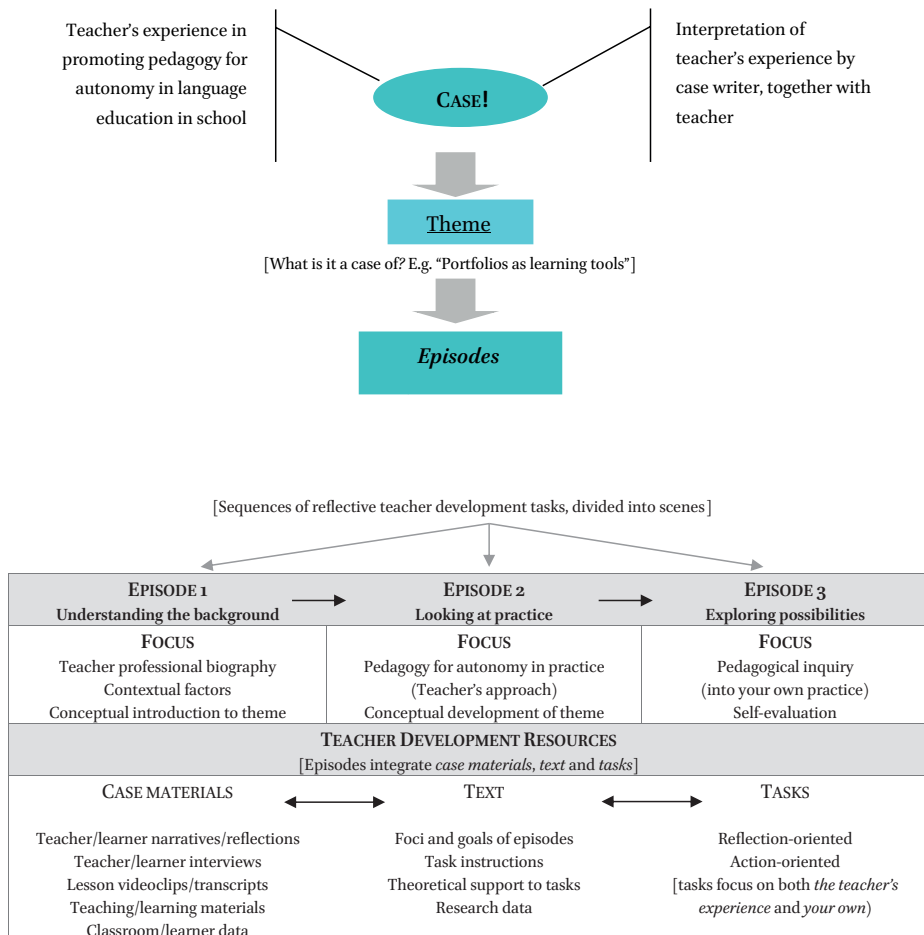 Teacher’s experience in
promoting pedagogy for
autonomy in language
education in school
CASE!
Interpretation of
teacher’s experience by
case writer, together with
teacher
Theme
[What is it a case of? E.g. “Portfolios as learning tools”]
Episodes
[Sequences of reflective teacher development tasks, divided into scenes]
EPISODE 1
Understanding the background
EPISODE 2
Looking at practice
EPISODE 3
Exploring possibilities
FOCUS
Teacher professional biography
Contextual factors
Conceptual introduction to theme
FOCUS
Pedagogy for autonomy in practice
(Teacher’s approach)
Conceptual development of theme
FOCUS
Pedagogical inquiry
(into your own practice)
Self-evaluation
TEACHER DEVELOPMENT RESOURCES
[Episodes integrate case materials, text and tasks]
CASE MATERIALS
Teacher/learner narratives/reflections
Teacher/learner interviews
Lesson videoclips/transcripts
Teaching/learning materials
Classroom/learner data
TEXT
Foci and goals of episodes
Task instructions
Theoretical support to tasks
Research data
TASKS
Reflection-oriented
Action-oriented
[tasks focus on both the teacher’s
experience and your own)